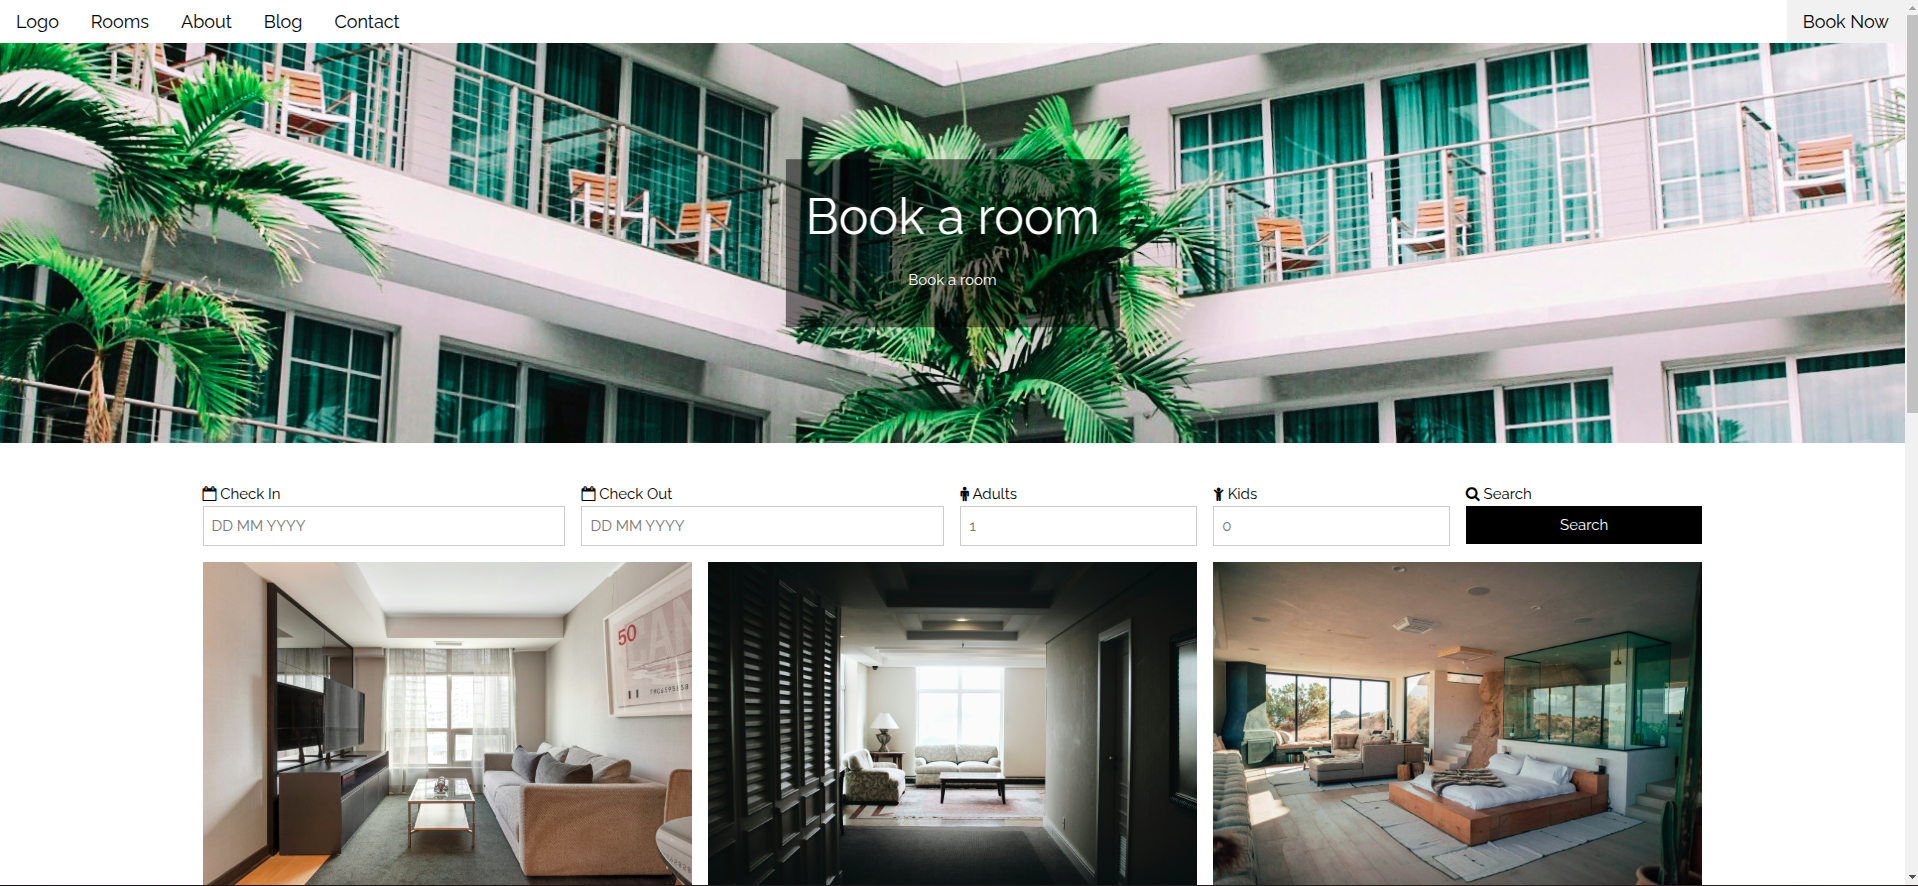 Logo Rooms About Blog Contact Book Now
Book a room
Book a room
Check In Check Out Adults Kids Search
DD MM YYYY DD MM YYYY 1 0 Search
50